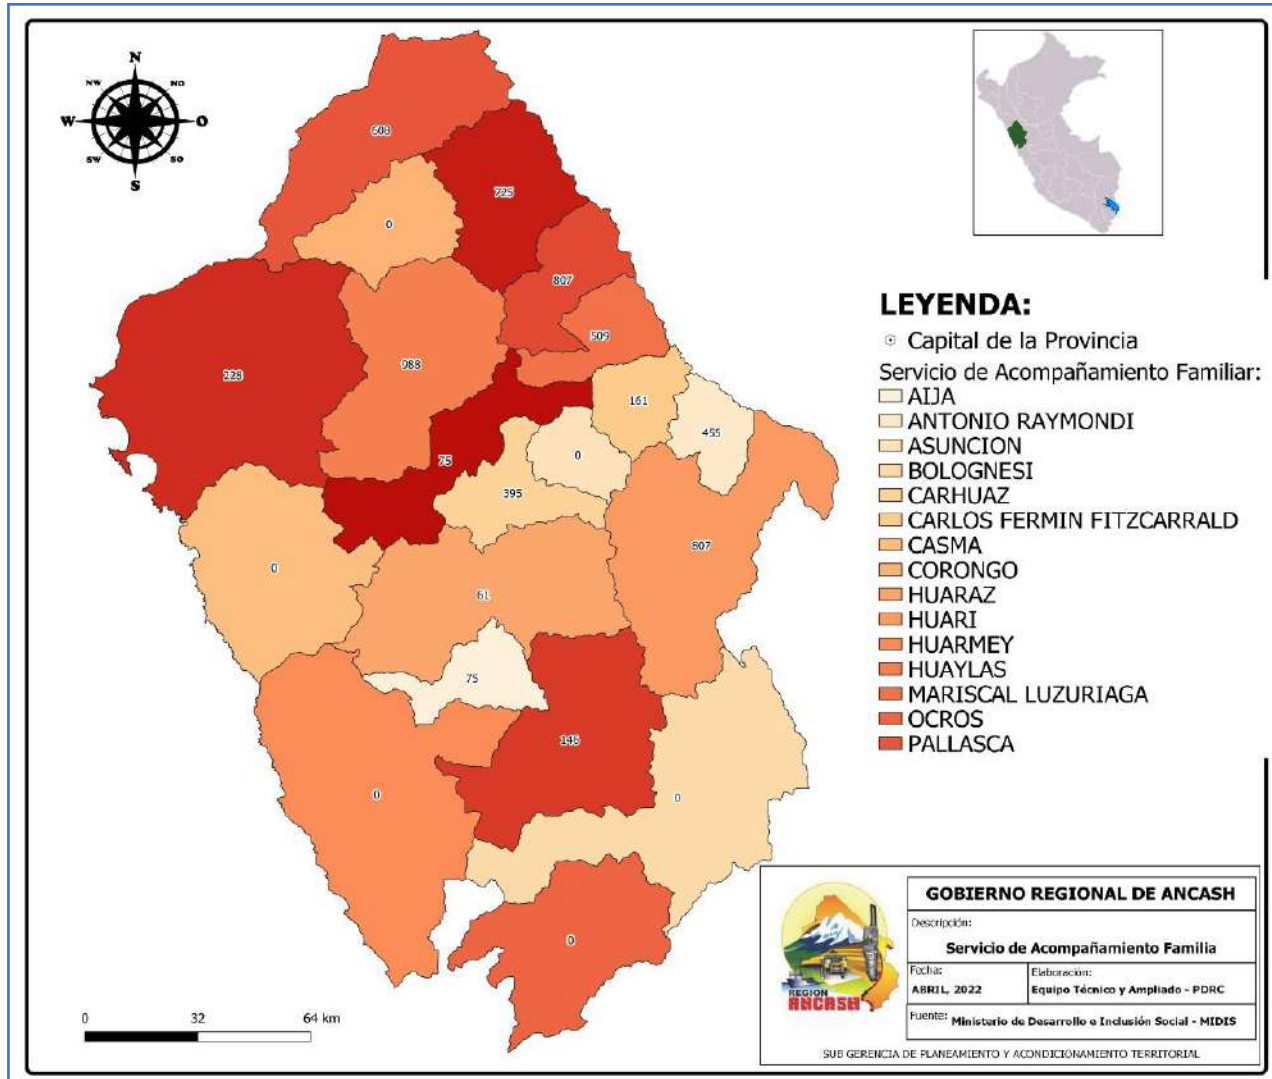 N
NW
NO
W
O
SW
SO
S
608
725
0
807
228
988
509
161
455
75
0
395
0
807
61
75
146
0
0
0
0 32 64 km
LEYENDA:
Capital de la Provincia
Servicio de Acompañamiento Familiar:
AIJA
ANTONIO RAYMONDI
ASUNCION
BOLOGNESI
CARHUAZ
CARLOS FERMIN FITZCARRALD
CASMA
CORONGO
HUARAZ
HUARI
HUARMEY
HUAYLAS
MARISCAL LUZURIAGA
OCROS
PALLASCA
REGION
ANCASH
GOBIERNO REGIONAL DE ANCASH
Descripción:
Servicio de Acompañamiento Familia
Fecha:
ABRIL, 2022
Elaboración:
Equipo Técnico y Ampliado - PDRC
Fuente: Ministerio de Desarrollo e Inclusión Social - MIDIS
SUB GERENCIA DE PLANEAMIENTO Y ACONDICIONAMIENTO TERRITORIAL